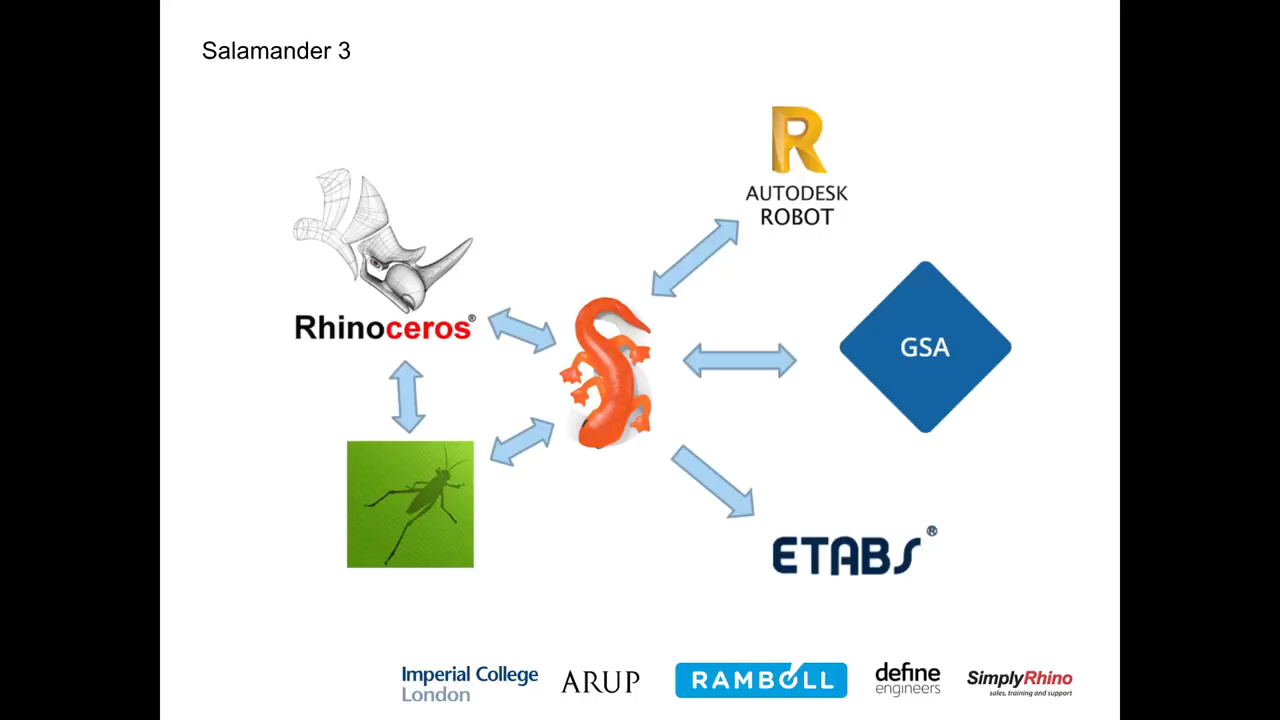 Salamander 3
AUTODESK
ROBOT
Rhinoceros®
GSA
ETABS®
Imperial College
London
ARUP
RAMBOLL
define
engineers
SimplyRhino
sales, training and support